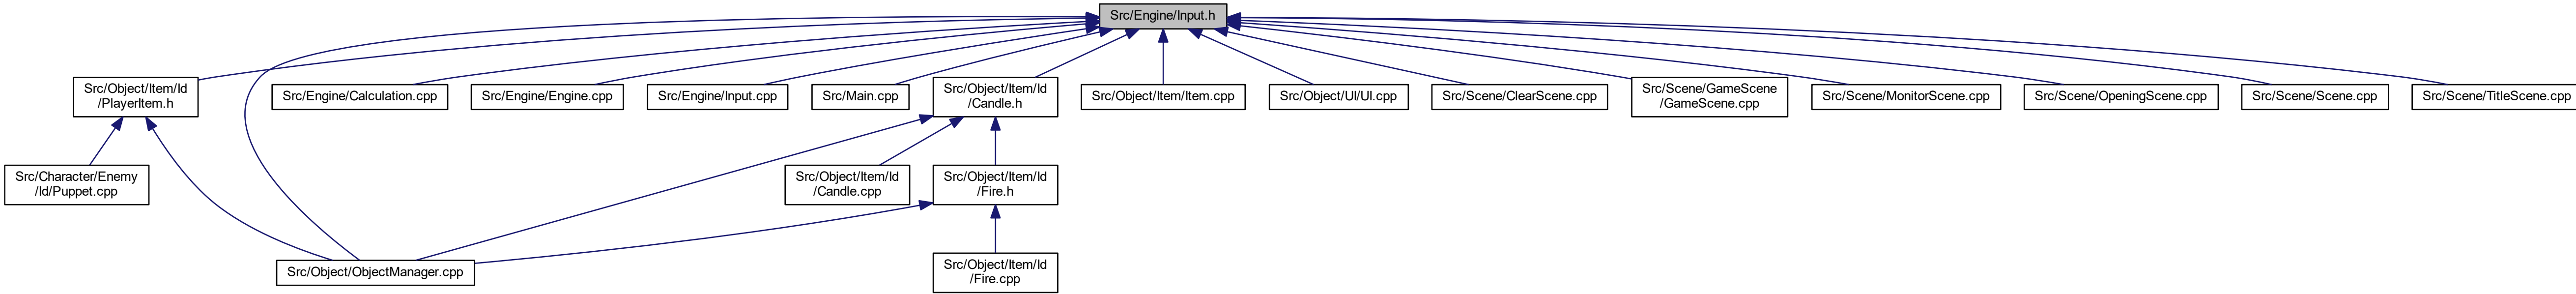 Src/Engine/Input.h
Src/Object/Item/Id
/PlayerItem.h
Src/Engine/Calculation.cpp
Src/Engine/Engine.cpp
Src/Engine/Input.cpp
Src/Main.cpp
Src/Object/Item/Id
/Candle.h
Src/Object/Item/Item.cpp
Src/Object/UI/UI.cpp
Src/Scene/ClearScene.cpp
Src/Scene/GameScene
/GameScene.cpp
Src/Scene/MonitorScene.cpp
Src/Scene/OpeningScene.cpp
Src/Scene/Scene.cpp
Src/Scene/TitleScene.cpp
Src/Character/Enemy
/Id/Puppet.cpp
Src/Object/Item/Id
/Candle.cpp
Src/Object/Item/Id
/Fire.h
Src/Object/ObjectManager.cpp
Src/Object/Item/Id
/Fire.cpp